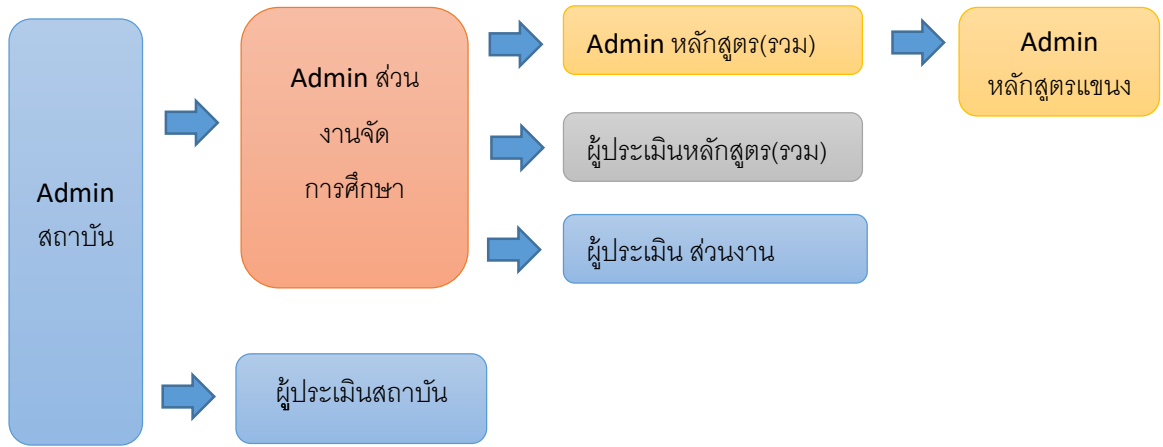 Admin
สถาบัน
Admin ส่วน
งานจัด
การศึกษา
Admin หลักสูตร(รวม)
Admin
หลักสูตรแขนง
ผู้ประเมินหลักสูตร(รวม)
ผู้ประเมิน ส่วนงาน
ผู้ประเมินสถาบัน